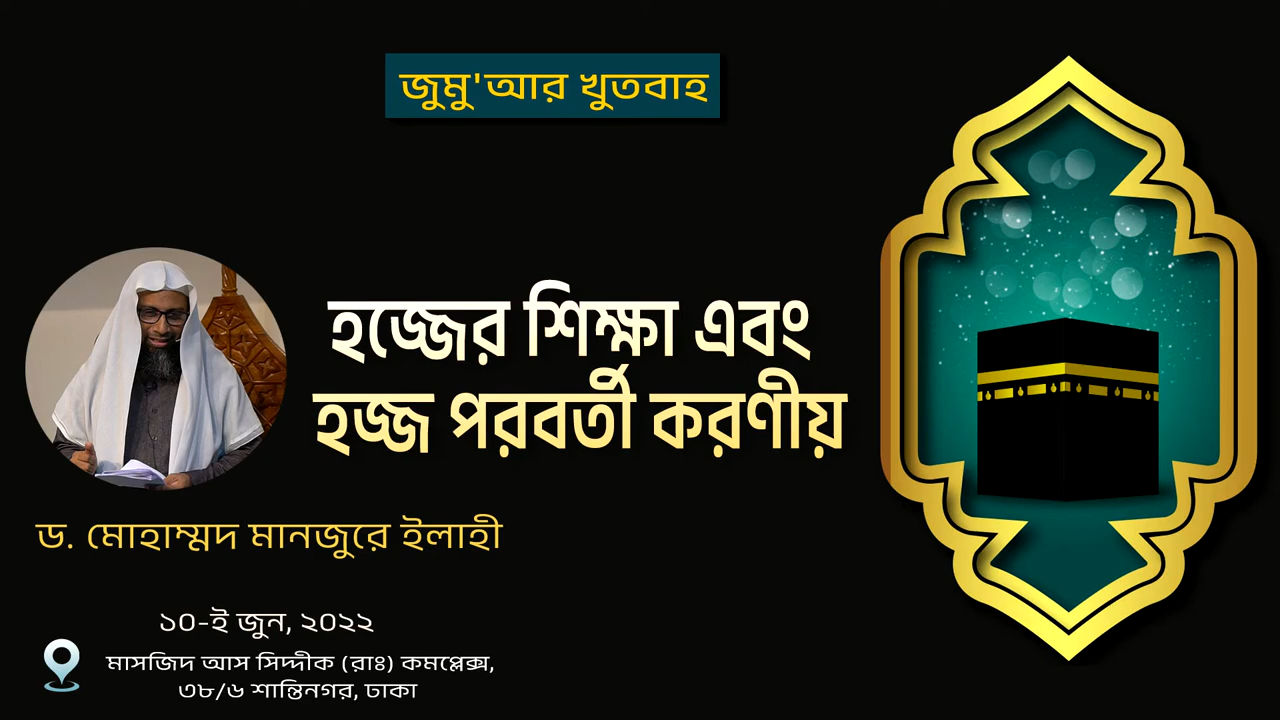 জুমু'আর খুতবাহ
হজ্জের শিক্ষা এবং
হজ্জ পরবর্তী করণীয়
ড. মোহাম্মদ মানজুরে ইলাহী
১০-ই জুন, ২০২২
মাসজিদ আস সিদ্দীক (রাঃ) কমপ্লেক্স,
৩৮/৬ শান্তিনগর, ঢাকা